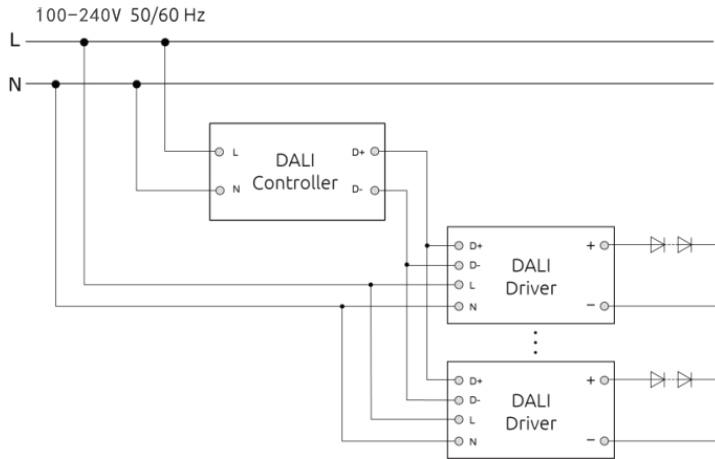 100-240V 50/60 Hz
L
N
L
DALI
Controller
D+
N
D-
D+
DALI
Driver
+
D-
L
N
−
D+
DALI
Driver
+
D-
L
N
−